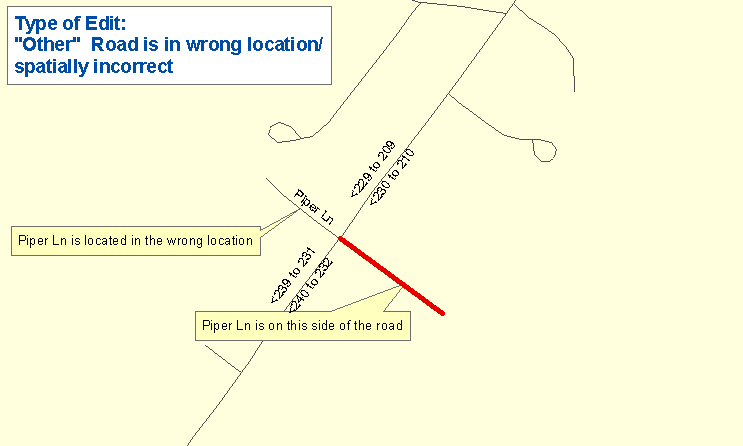 Type of Edit:
"Other"  Road is in wrong location/
spatially incorrect
<229 to 209
<230 to 210
Piper Ln
Piper Ln is located in the wrong location
<239 to 231
<240 to 232
Piper Ln is on this side of the road